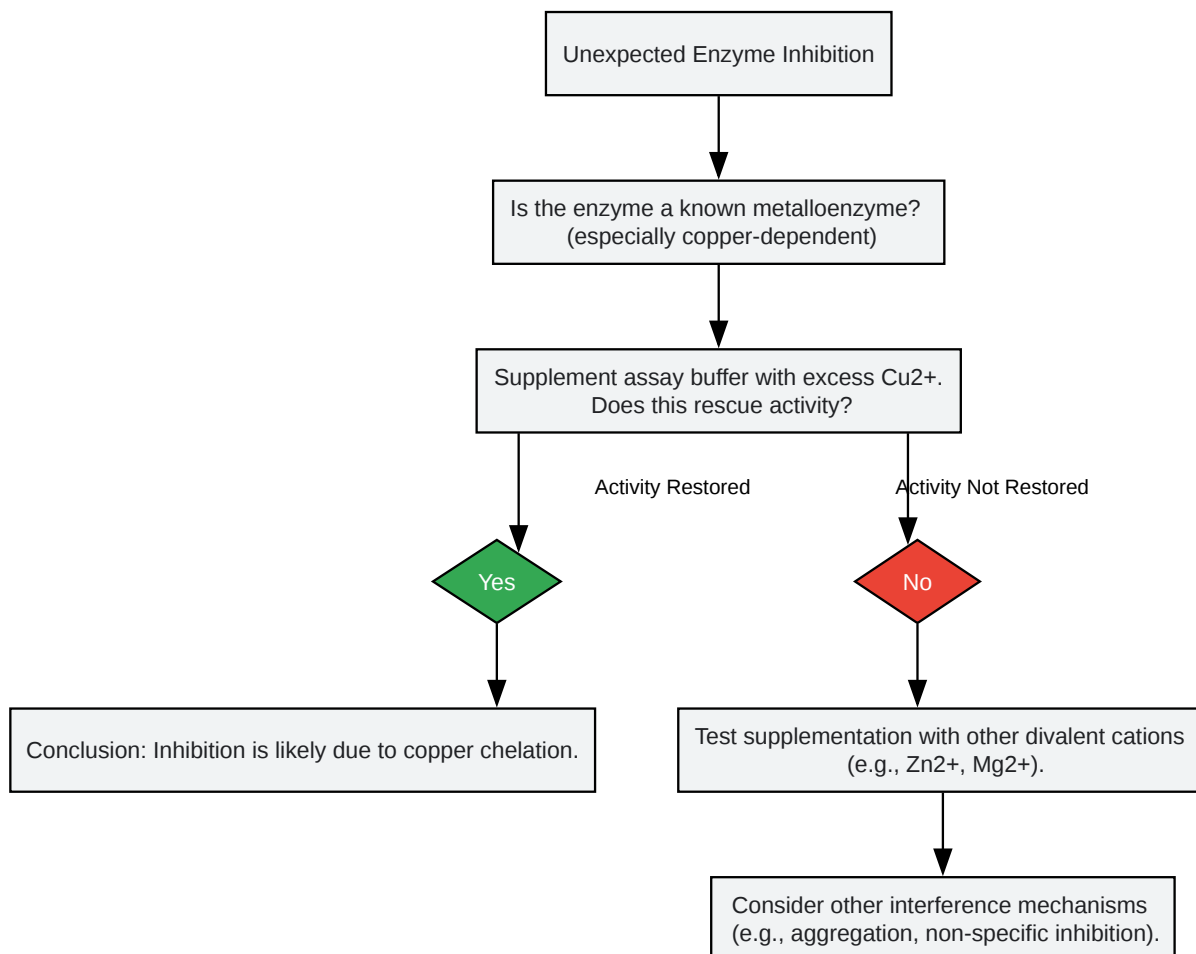 Unexpected Enzyme Inhibition
Is the enzyme a known metalloenzyme?
(especially copper-dependent)
Supplement assay buffer with excess Cu2+.
Does this rescue activity?
Activity Restored
Activity Not Restored
Yes
No
Conclusion: Inhibition is likely due to copper chelation.
Test supplementation with other divalent cations
(e.g., Zn2+, Mg2+).
Consider other interference mechanisms
(e.g., aggregation, non-specific inhibition).